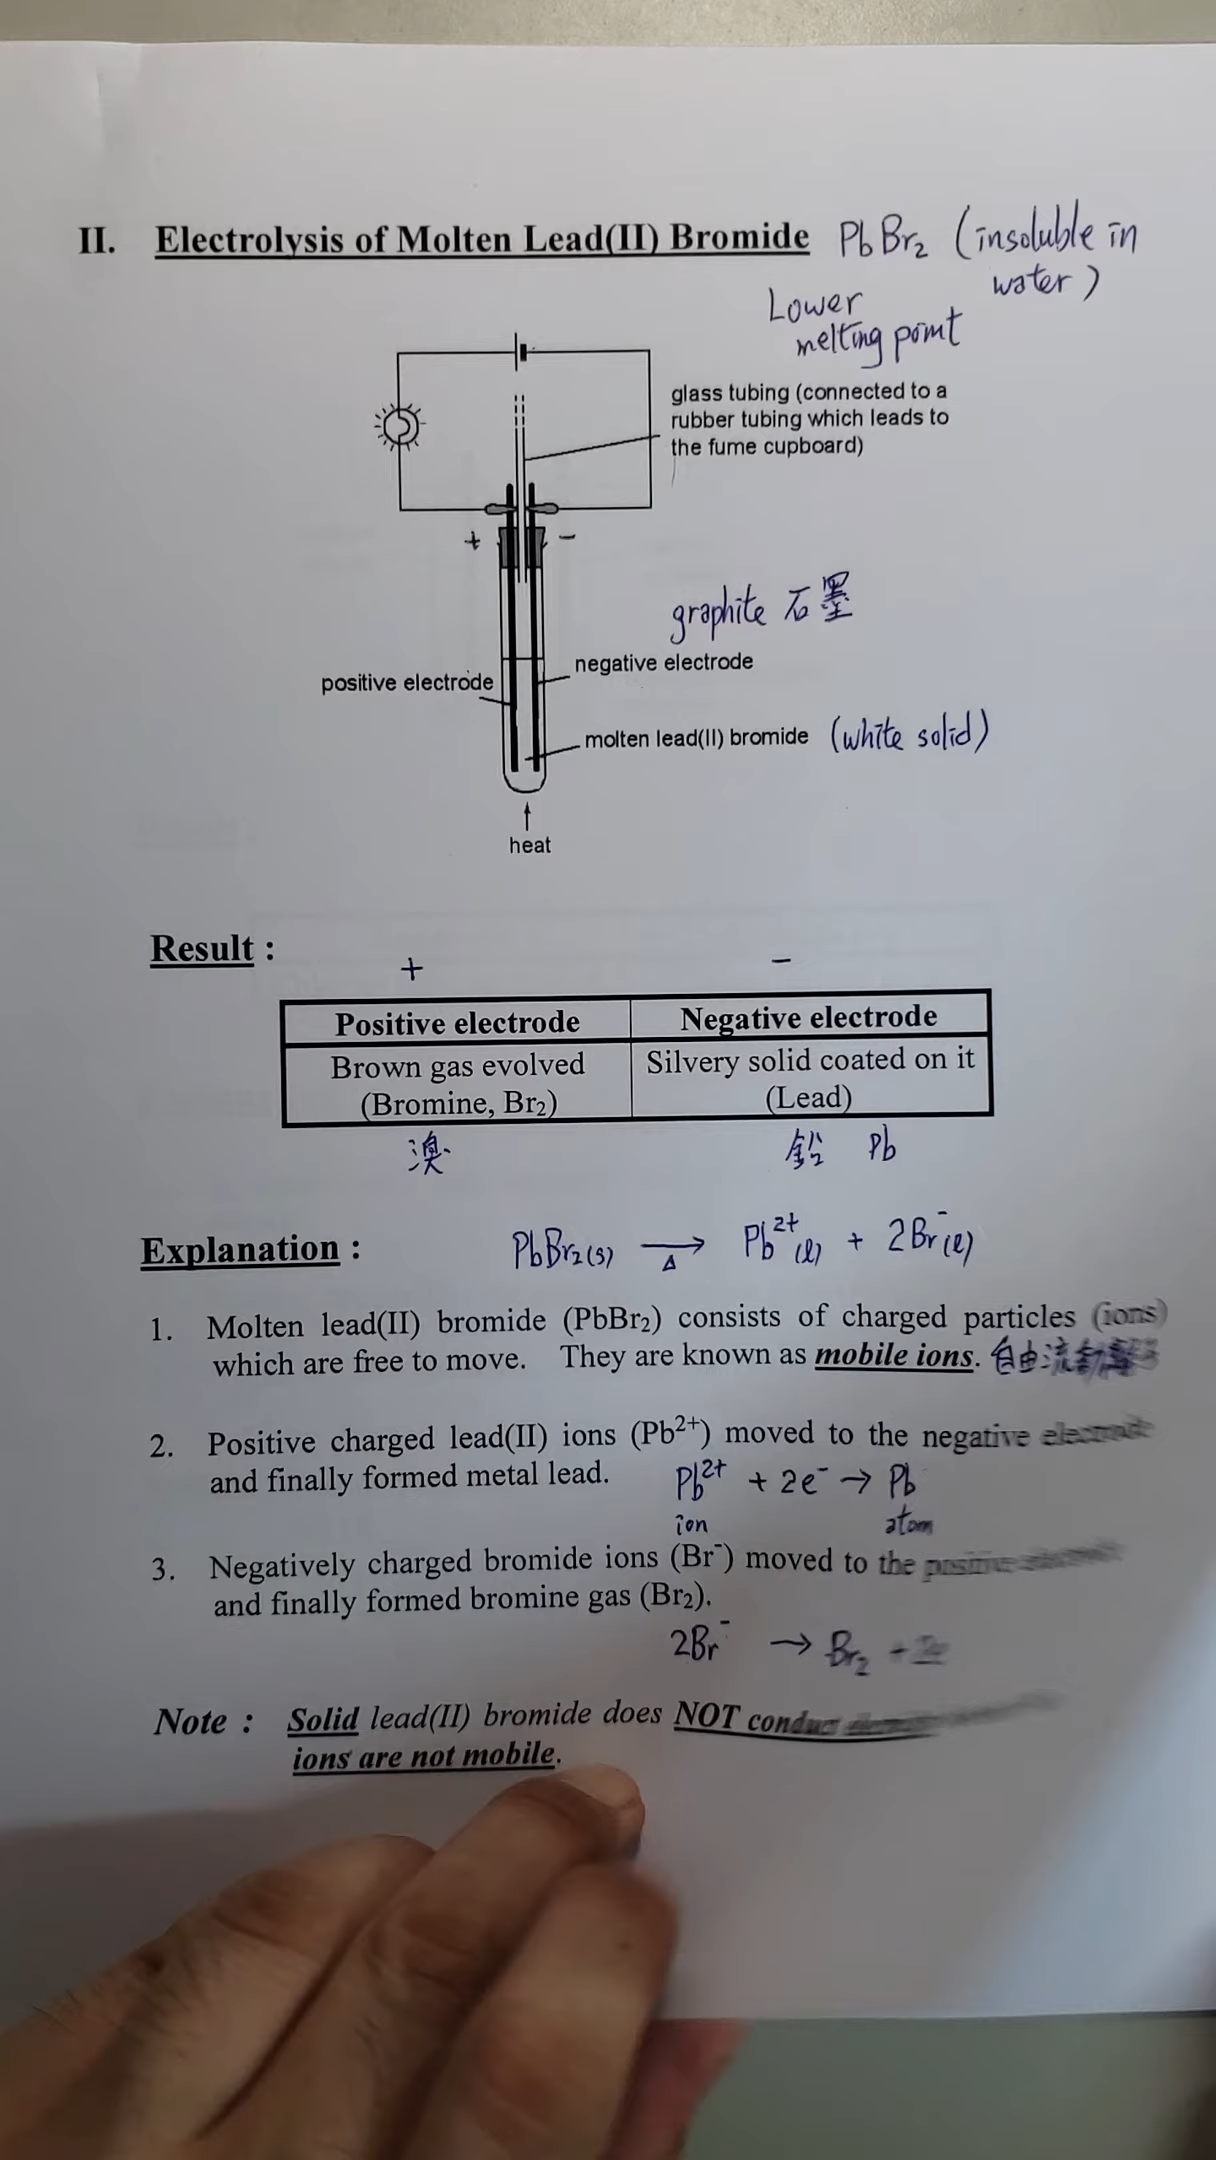 II. Electrolysis of Molten Lead(II) Bromide PbBr₂ (insoluble in
water)
Lower
melting point
glass tubing (connected to a
rubber tubing which leads to
the fume cupboard)
+ −
graphite 石墨
negative electrode
positive electrode
molten lead(II) bromide (white solid)
heat
Result :
+ −
Positive electrode Negative electrode
Brown gas evolved Silvery solid coated on it
(Bromine, Br₂) (Lead)
溴 鉛 Pb
Explanation : PbBr₂(s) →Δ Pb²⁺(l) + 2Br⁻(l)
1. Molten lead(II) bromide (PbBr₂) consists of charged particles (ions)
which are free to move. They are known as mobile ions. 自由流動
2. Positive charged lead(II) ions (Pb²⁺) moved to the negative electrode
and finally formed metal lead. Pb²⁺ + 2e⁻ → Pb
ion atom
3. Negatively charged bromide ions (Br⁻) moved to the positive
and finally formed bromine gas (Br₂).
2Br⁻ → Br₂ +
Note : Solid lead(II) bromide does NOT conduct
ions are not mobile.